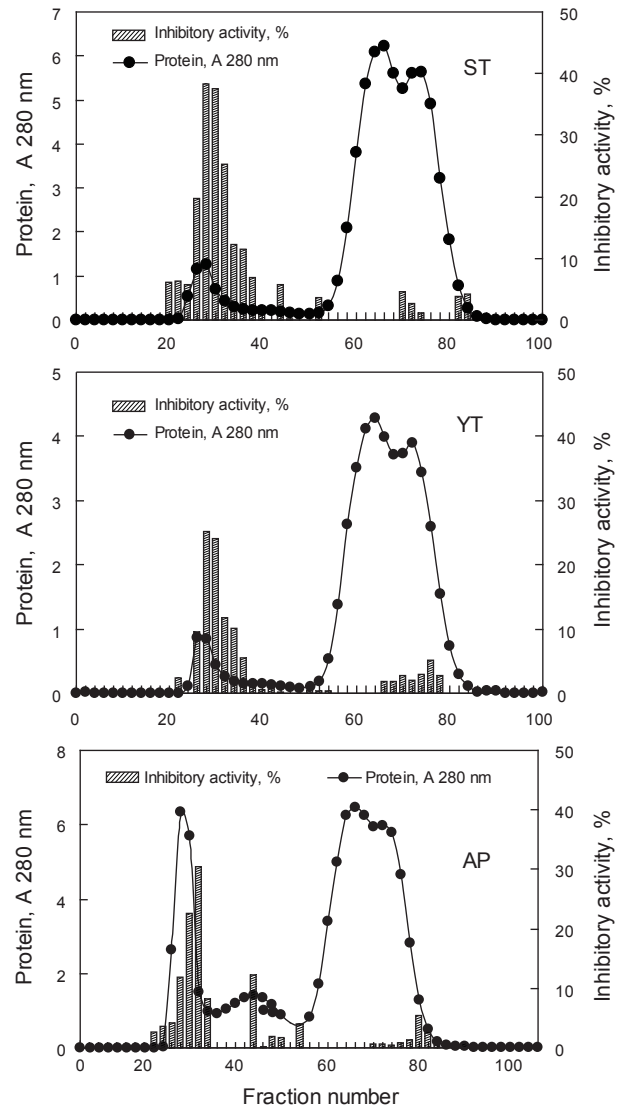 Inhibitory activity, %
Protein, A 280 nm
ST
Protein, A 280 nm
Inhibitory activity, %
7
6
5
4
3
2
1
0
50
40
30
20
10
0
0 20 40 60 80 100
Inhibitory activity, %
Protein, A 280 nm
YT
Protein, A 280 nm
Inhibitory activity, %
5
4
3
2
1
0
50
40
30
20
10
0
0 20 40 60 80 100
Inhibitory activity, % Protein, A 280 nm
AP
Protein, A 280 nm
Inhibitory activity, %
8
6
4
2
0
50
40
30
20
10
0
0 20 40 60 80 100
Fraction number